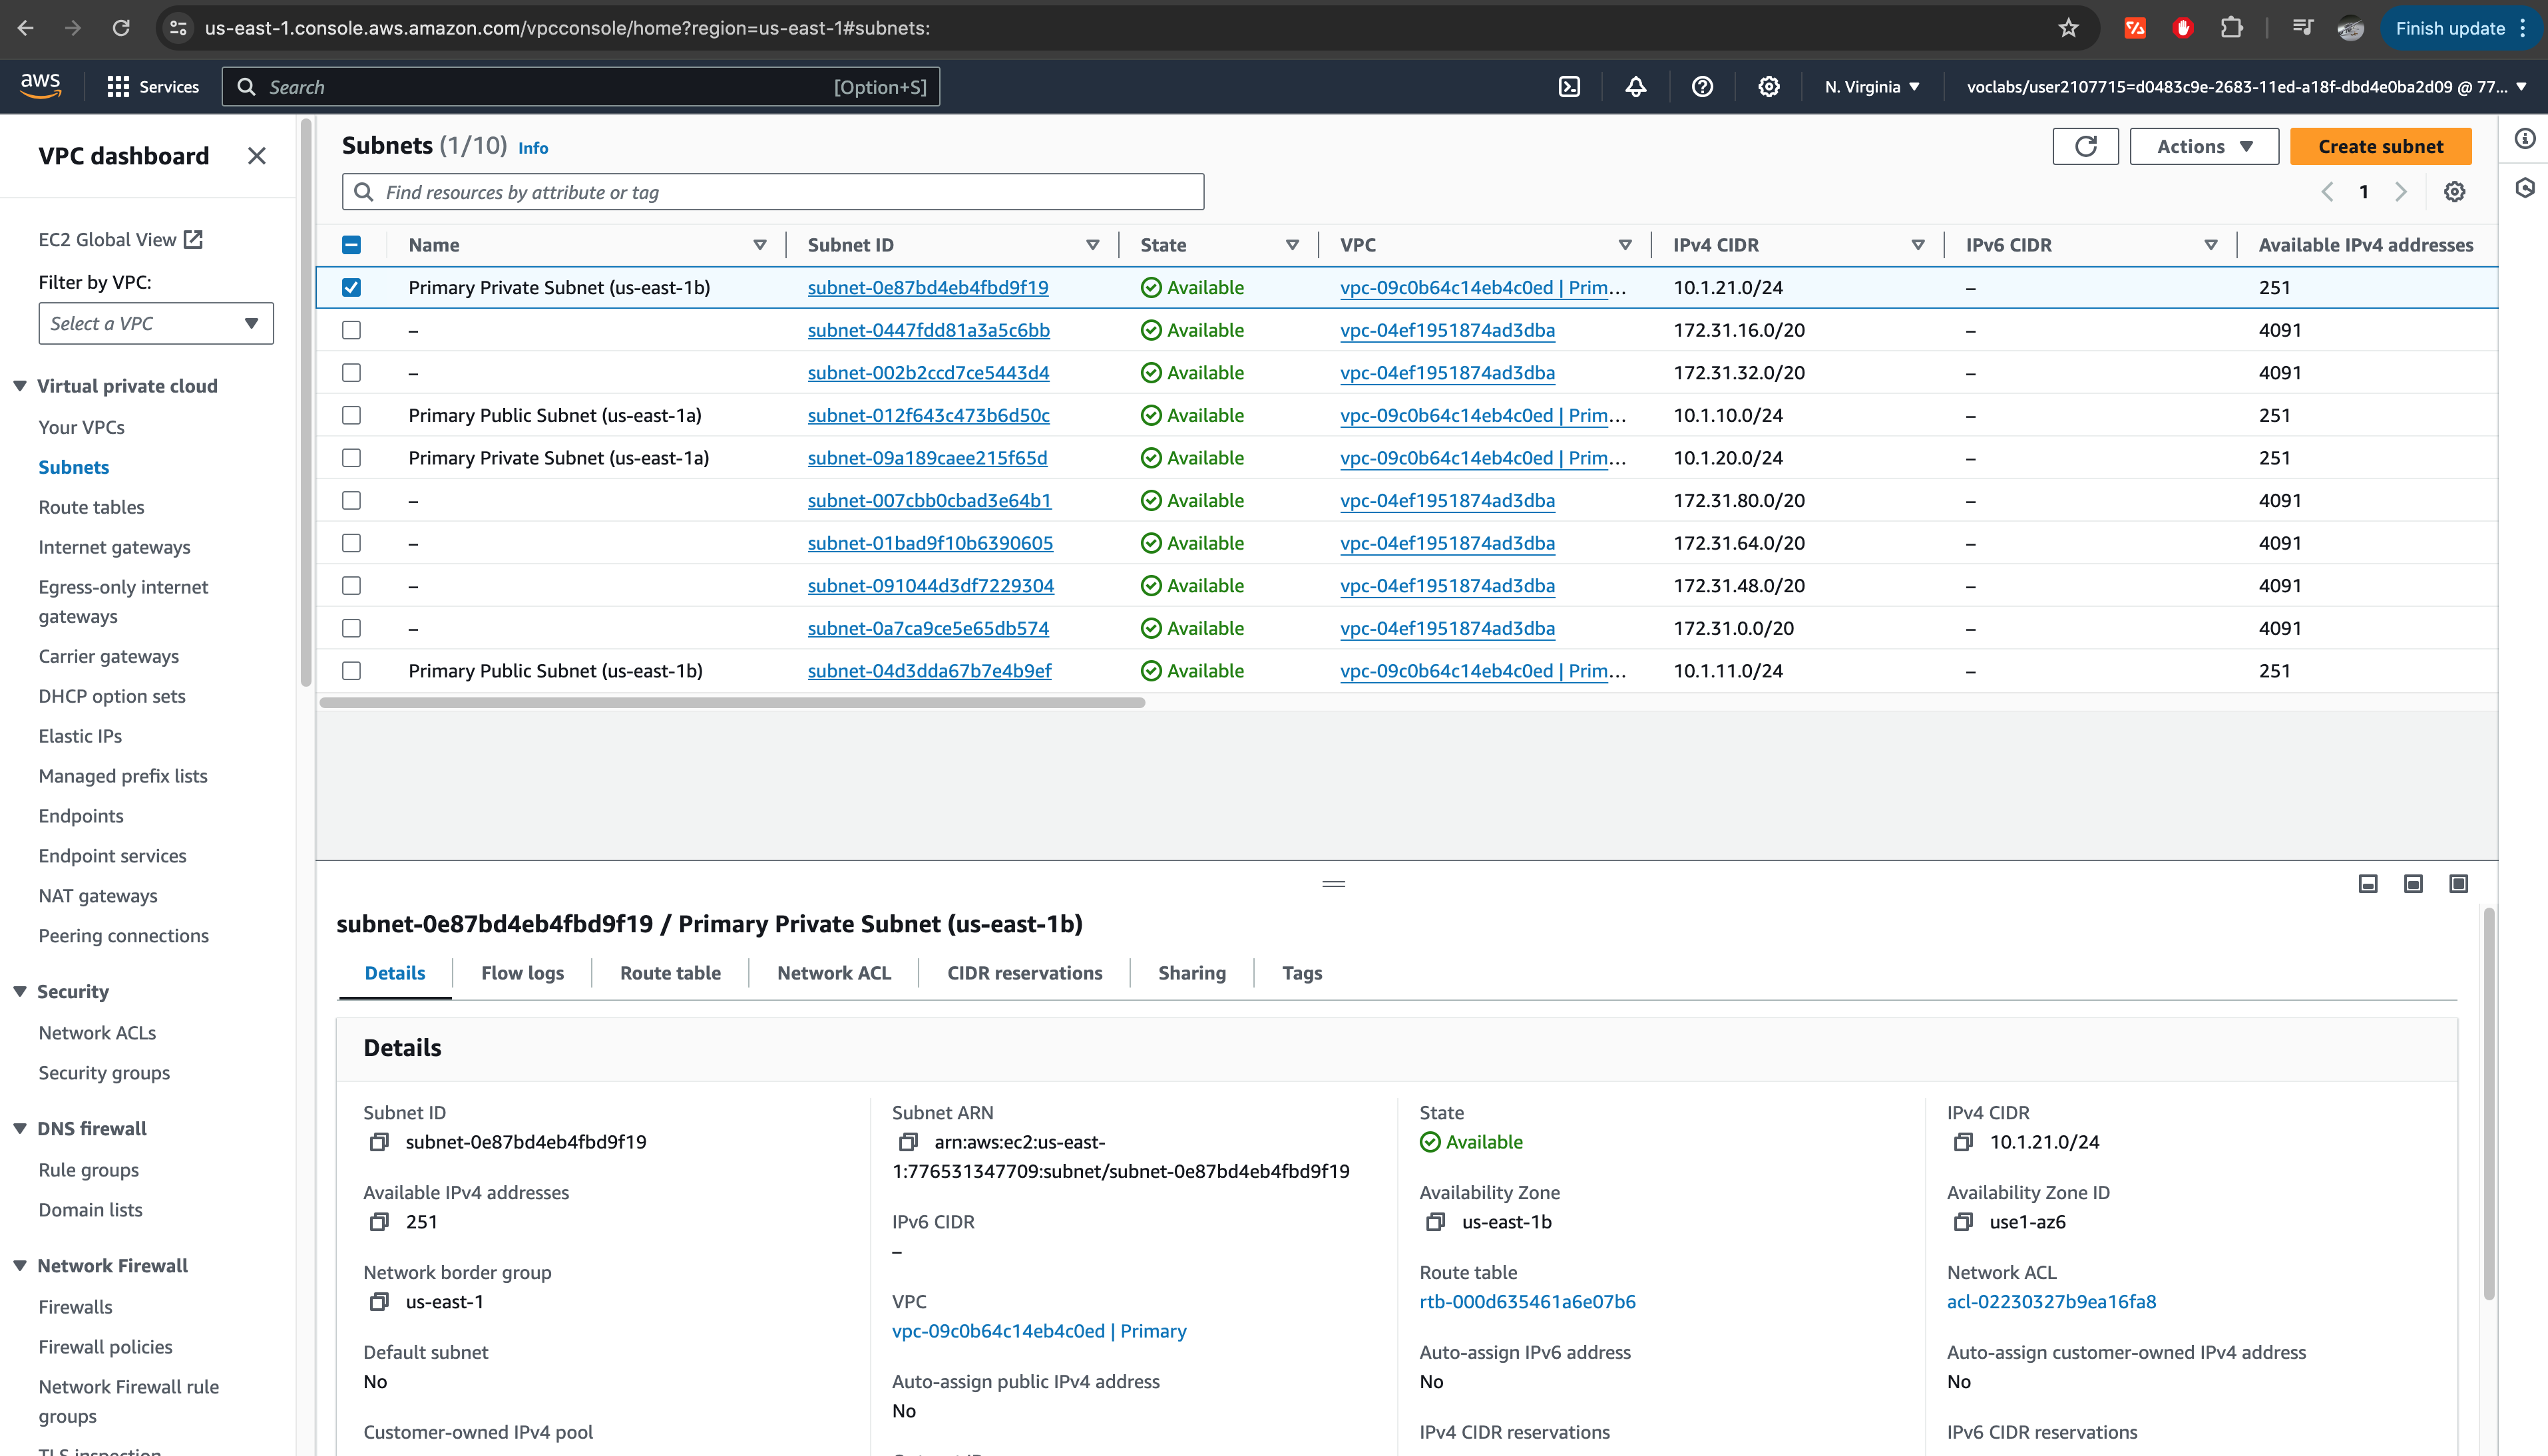 us-east-1.console.aws.amazon.com/vpcconsole/home?region=us-east-1#subnets:
Finish update
aws
Services
Search
[Option+S]
N. Virginia
voclabs/user2107715=d0483c9e-2683-11ed-a18f-dbd4e0ba2d09 @ 77...
VPC dashboard
EC2 Global View
Filter by VPC:
Select a VPC
Virtual private cloud
Your VPCs
Subnets
Route tables
Internet gateways
Egress-only internet
gateways
Carrier gateways
DHCP option sets
Elastic IPs
Managed prefix lists
Endpoints
Endpoint services
NAT gateways
Peering connections
Security
Network ACLs
Security groups
DNS firewall
Rule groups
Domain lists
Network Firewall
Firewalls
Firewall policies
Network Firewall rule
groups
TLS inspection
Subnets (1/10) Info
Actions
Create subnet
Find resources by attribute or tag
1
Name Subnet ID State VPC IPv4 CIDR IPv6 CIDR Available IPv4 addresses
Primary Private Subnet (us-east-1b) subnet-0e87bd4eb4fbd9f19 Available vpc-09c0b64c14eb4c0ed | Prim... 10.1.21.0/24 – 251
– subnet-0447fdd81a3a5c6bb Available vpc-04ef1951874ad3dba 172.31.16.0/20 – 4091
– subnet-002b2ccd7ce5443d4 Available vpc-04ef1951874ad3dba 172.31.32.0/20 – 4091
Primary Public Subnet (us-east-1a) subnet-012f643c473b6d50c Available vpc-09c0b64c14eb4c0ed | Prim... 10.1.10.0/24 – 251
Primary Private Subnet (us-east-1a) subnet-09a189caee215f65d Available vpc-09c0b64c14eb4c0ed | Prim... 10.1.20.0/24 – 251
– subnet-007cbb0cbad3e64b1 Available vpc-04ef1951874ad3dba 172.31.80.0/20 – 4091
– subnet-01bad9f10b6390605 Available vpc-04ef1951874ad3dba 172.31.64.0/20 – 4091
– subnet-091044d3df7229304 Available vpc-04ef1951874ad3dba 172.31.48.0/20 – 4091
– subnet-0a7ca9ce5e65db574 Available vpc-04ef1951874ad3dba 172.31.0.0/20 – 4091
Primary Public Subnet (us-east-1b) subnet-04d3dda67b7e4b9ef Available vpc-09c0b64c14eb4c0ed | Prim... 10.1.11.0/24 – 251
subnet-0e87bd4eb4fbd9f19 / Primary Private Subnet (us-east-1b)
Details Flow logs Route table Network ACL CIDR reservations Sharing Tags
Details
Subnet ID
subnet-0e87bd4eb4fbd9f19
Available IPv4 addresses
251
Network border group
us-east-1
Default subnet
No
Customer-owned IPv4 pool
Subnet ARN
arn:aws:ec2:us-east-
1:776531347709:subnet/subnet-0e87bd4eb4fbd9f19
IPv6 CIDR
–
VPC
vpc-09c0b64c14eb4c0ed | Primary
Auto-assign public IPv4 address
No
State
Available
Availability Zone
us-east-1b
Route table
rtb-000d635461a6e07b6
Auto-assign IPv6 address
No
IPv4 CIDR reservations
IPv4 CIDR
10.1.21.0/24
Availability Zone ID
use1-az6
Network ACL
acl-02230327b9ea16fa8
Auto-assign customer-owned IPv4 address
No
IPv6 CIDR reservations